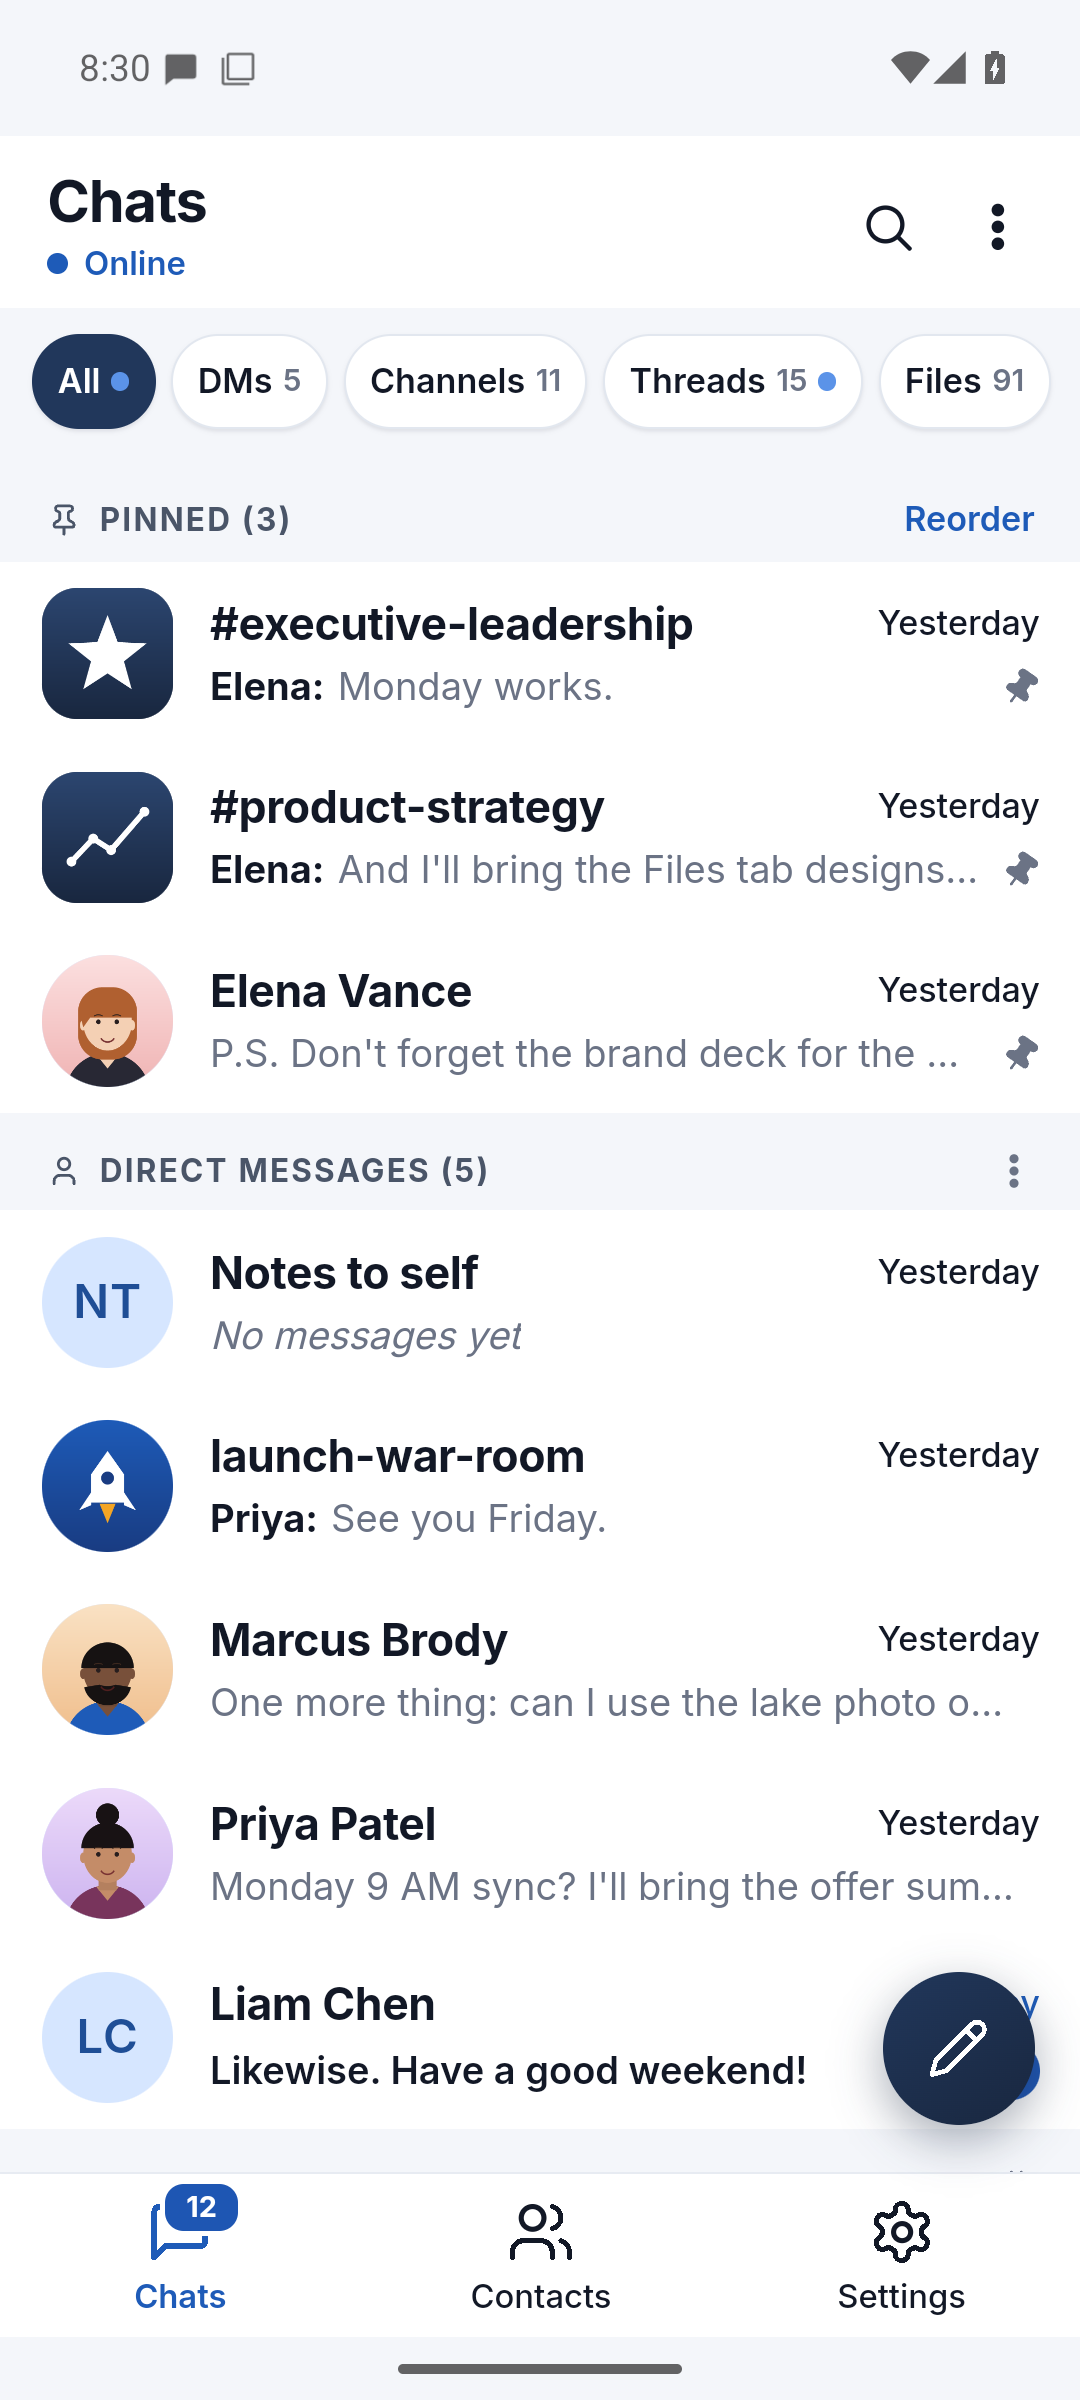 8:30
Chats
Online
All
DMs 5
Channels 11
Threads 15
Files 91
PINNED (3)
Reorder
#executive-leadership
Yesterday
Elena: Monday works.
#product-strategy
Yesterday
Elena: And I'll bring the Files tab designs...
Elena Vance
Yesterday
P.S. Don't forget the brand deck for the ...
DIRECT MESSAGES (5)
NT
Notes to self
Yesterday
No messages yet
launch-war-room
Yesterday
Priya: See you Friday.
Marcus Brody
Yesterday
One more thing: can I use the lake photo o...
Priya Patel
Yesterday
Monday 9 AM sync? I'll bring the offer sum...
LC
Liam Chen
Likewise. Have a good weekend!
12
Chats
Contacts
Settings